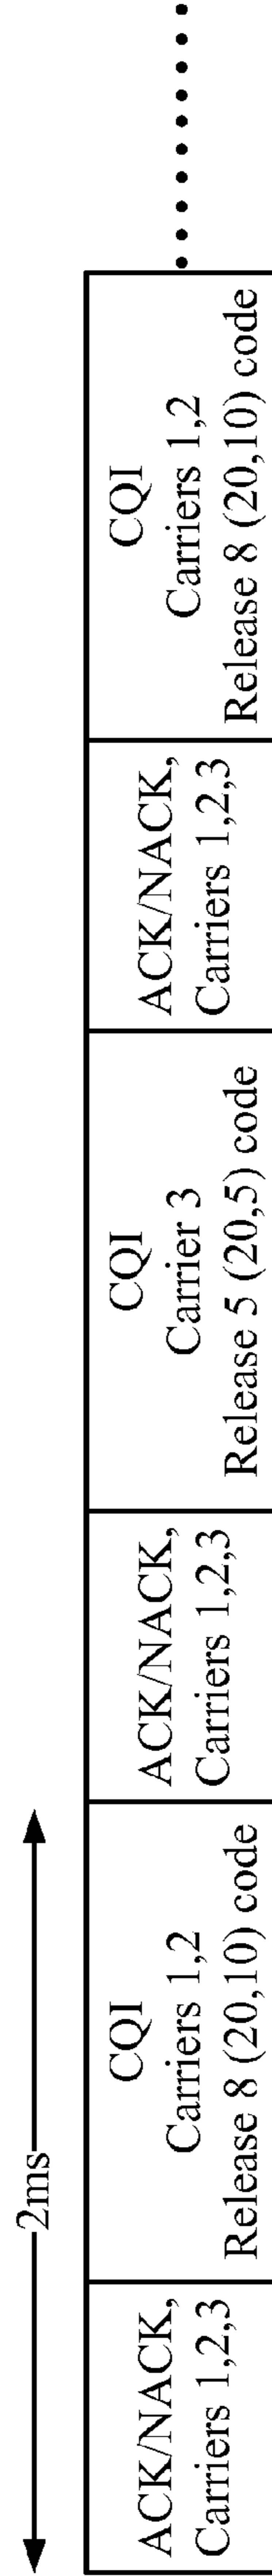 2ms
ACK/NACK,
Carriers 1,2,3
CQI
Carriers 1,2
Release 8 (20,10) code
ACK/NACK,
Carriers 1,2,3
CQI
Carrier 3
Release 5 (20,5) code
ACK/NACK,
Carriers 1,2,3
CQI
Carriers 1,2
Release 8 (20,10) code